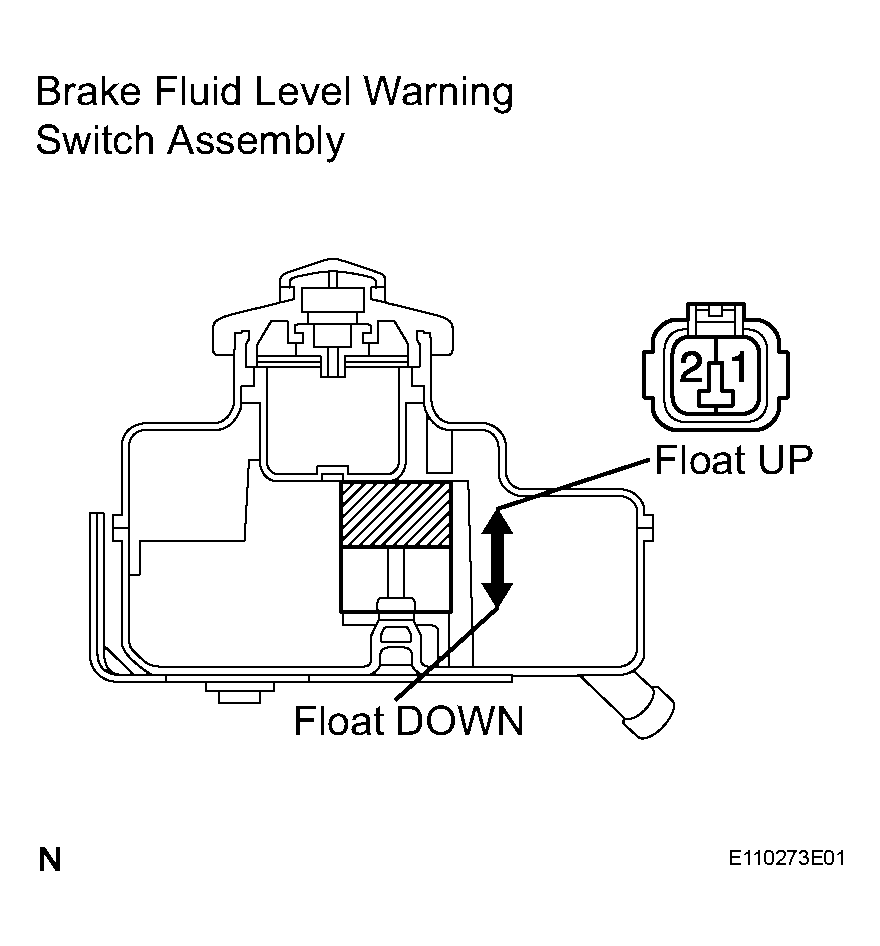 Brake Fluid Level Warning
Switch Assembly
2 1
Float UP
Float DOWN
N
E110273E01